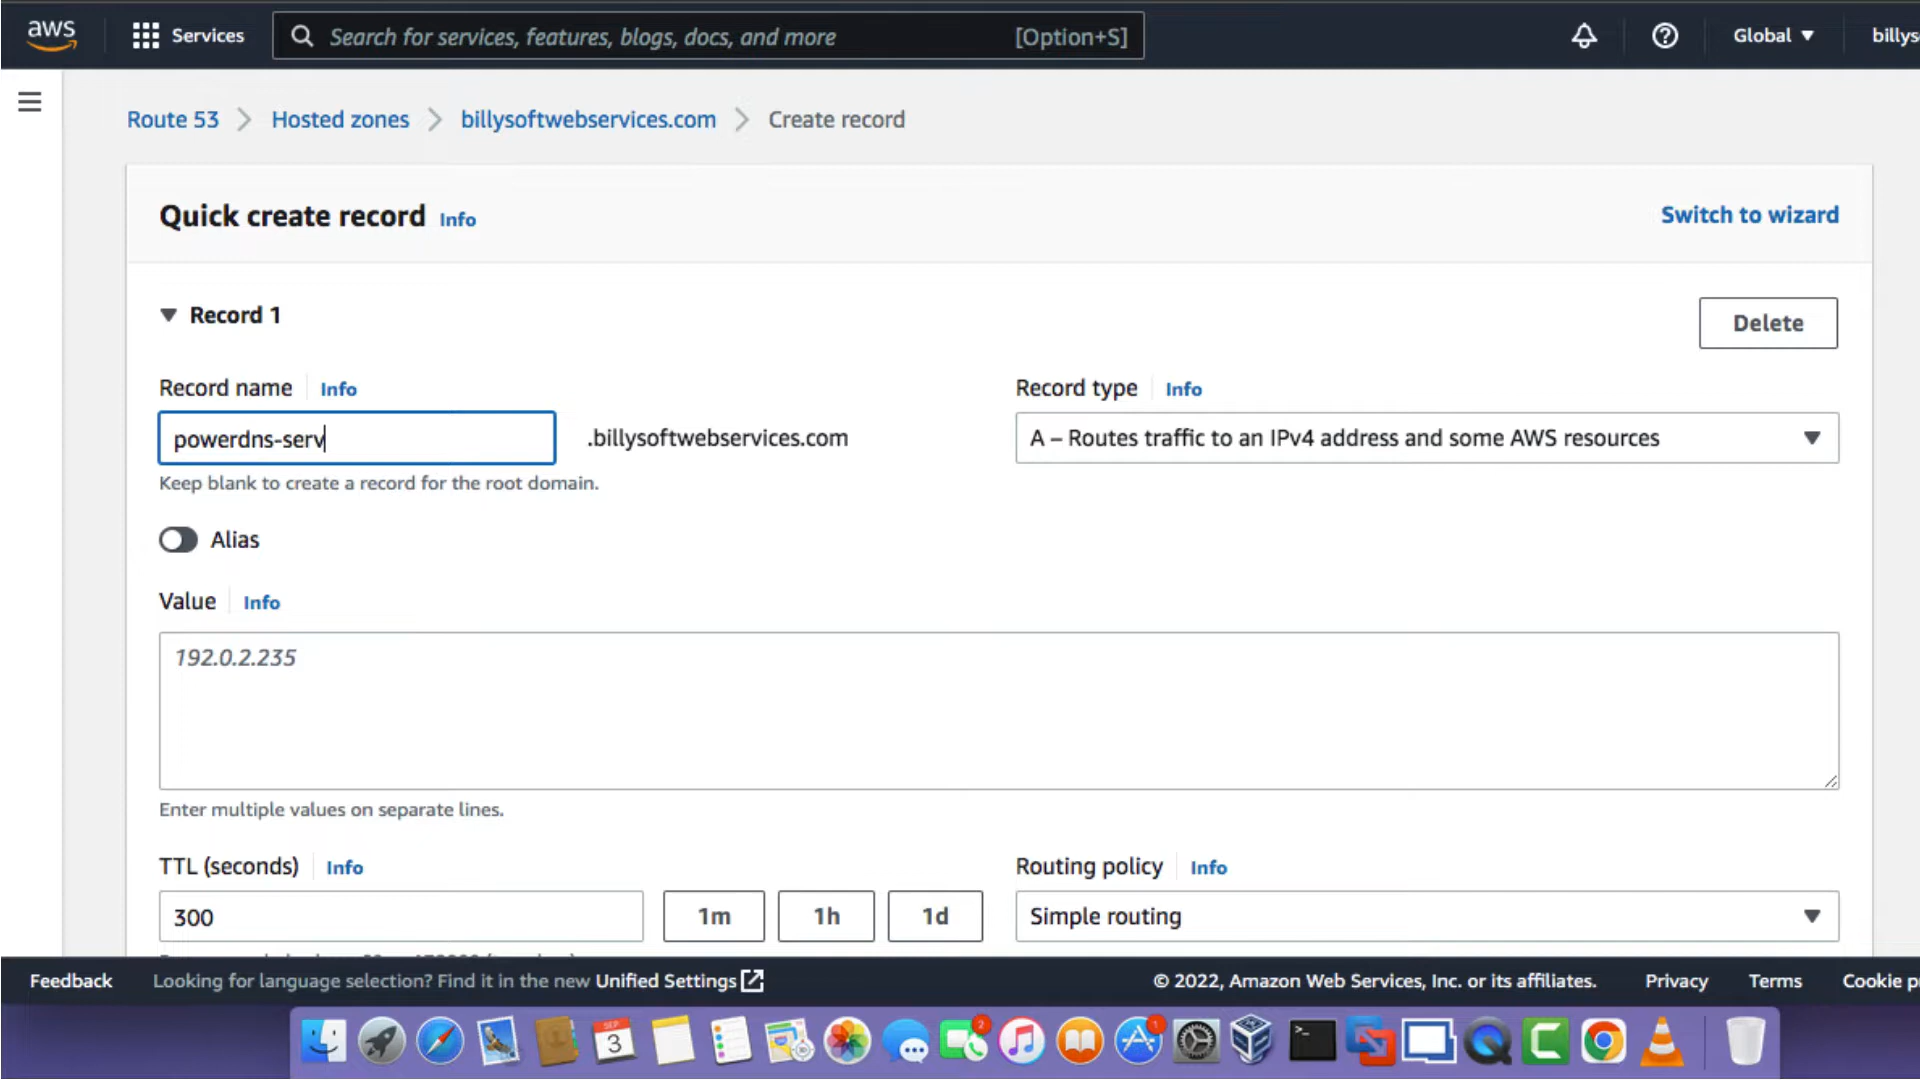 aws Services Search for services, features, blogs, docs, and more [Option+S] Global billys
Route 53 Hosted zones billysoftwebservices.com Create record
Quick create record Info Switch to wizard
Record 1 Delete
Record name Info Record type Info
powerdns-serv .billysoftwebservices.com A – Routes traffic to an IPv4 address and some AWS resources
Keep blank to create a record for the root domain.
Alias
Value Info
192.0.2.235
Enter multiple values on separate lines.
TTL (seconds) Info Routing policy Info
300 1m 1h 1d Simple routing
Feedback Looking for language selection? Find it in the new Unified Settings © 2022, Amazon Web Services, Inc. or its affiliates. Privacy Terms Cookie p
SEP 2 1
3